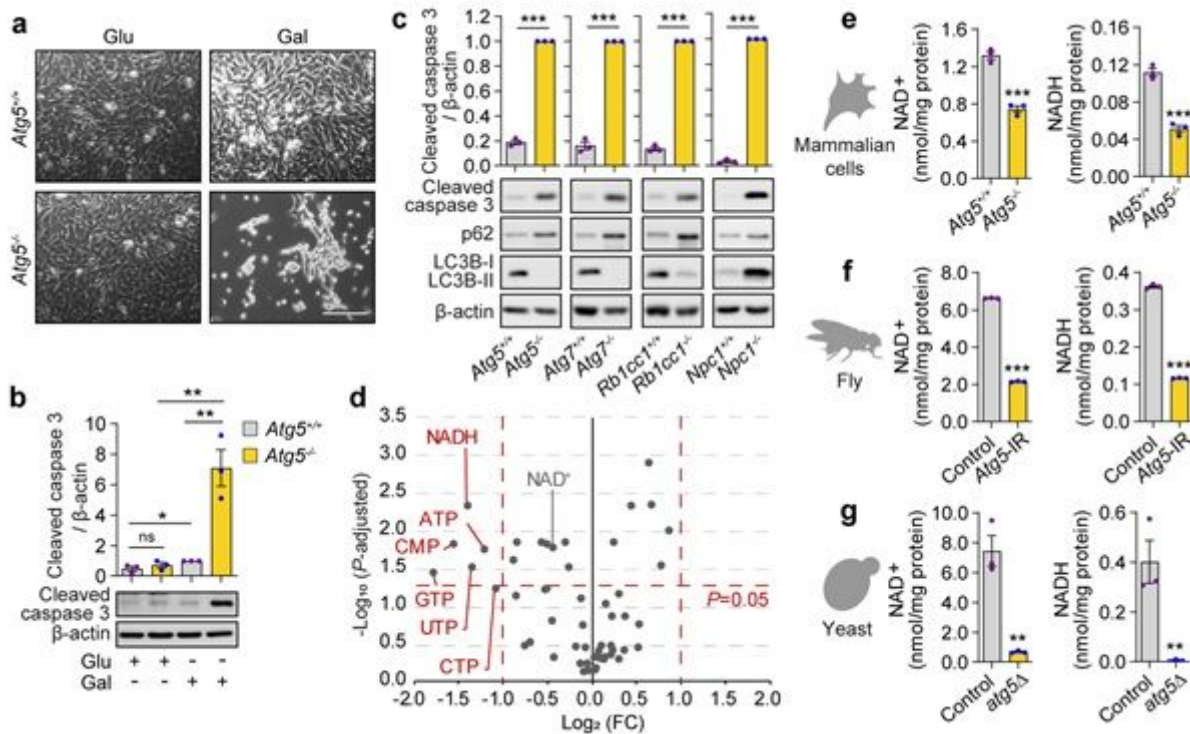 a
Glu
Gal
Atg5+/+
Atg5-/-
b
Cleaved caspase 3
/ β-actin
10
8
6
4
2
0
*
ns
**
**
Atg5+/+
Atg5-/-
Cleaved
caspase 3
β-actin
Glu + + - -
Gal - - + +
c
Cleaved caspase 3
/ β-actin
1.0
0.8
0.6
0.4
0.2
0.0
*** *** *** ***
Cleaved
caspase 3
p62
LC3B-I
LC3B-II
β-actin
Atg5+/+
Atg5-/-
Atg7+/+
Atg7-/-
Rb1cc1+/+
Rb1cc1-/-
Npc1+/+
Npc1-/-
d
-Log₁₀ (P-adjusted)
3.5
3.0
2.5
2.0
1.5
1.0
0.5
0.0
NADH
NAD+
ATP
CMP
GTP
UTP
CTP
P=0.05
-2.0 -1.0 0.0 1.0 2.0
Log₂ (FC)
e
Mammalian
cells
NAD+
(nmol/mg protein)
1.6
1.2
0.8
0.4
0.0
***
Atg5+/+
Atg5-/-
NADH
(nmol/mg protein)
0.16
0.12
0.08
0.04
0.00
***
Atg5+/+
Atg5-/-
f
Fly
NAD+
(nmol/mg protein)
8.0
6.0
4.0
2.0
0.0
***
Control
Atg5-IR
NADH
(nmol/mg protein)
0.4
0.3
0.2
0.1
0.0
***
Control
Atg5-IR
g
Yeast
NAD+
(nmol/mg protein)
10.0
8.0
6.0
4.0
2.0
0.0
**
Control
atg5Δ
NADH
(nmol/mg protein)
0.6
0.4
0.2
0.0
**
Control
atg5Δ